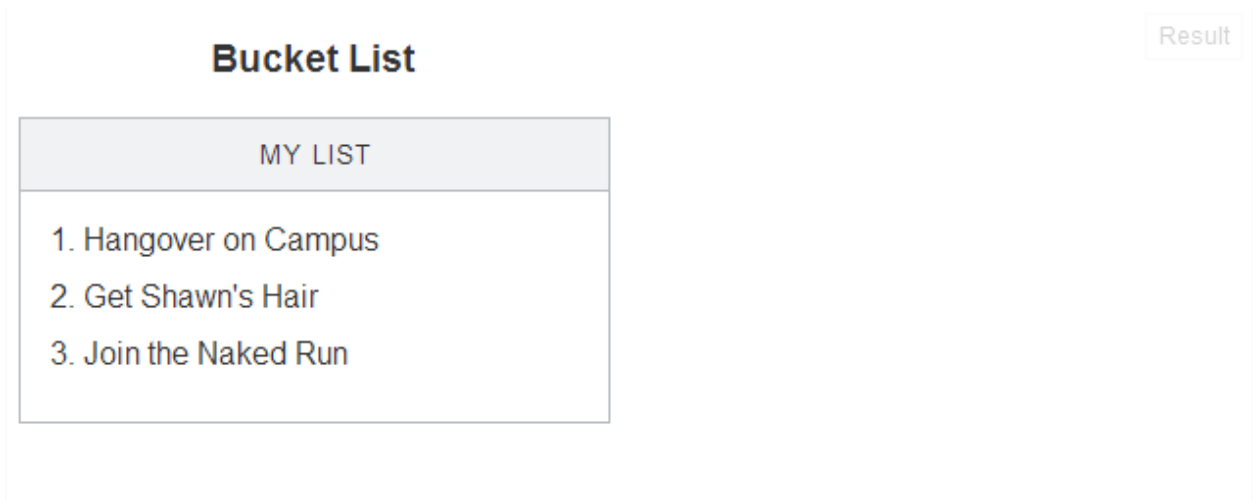 Bucket List
Result
MY LIST
1. Hangover on Campus
2. Get Shawn's Hair
3. Join the Naked Run